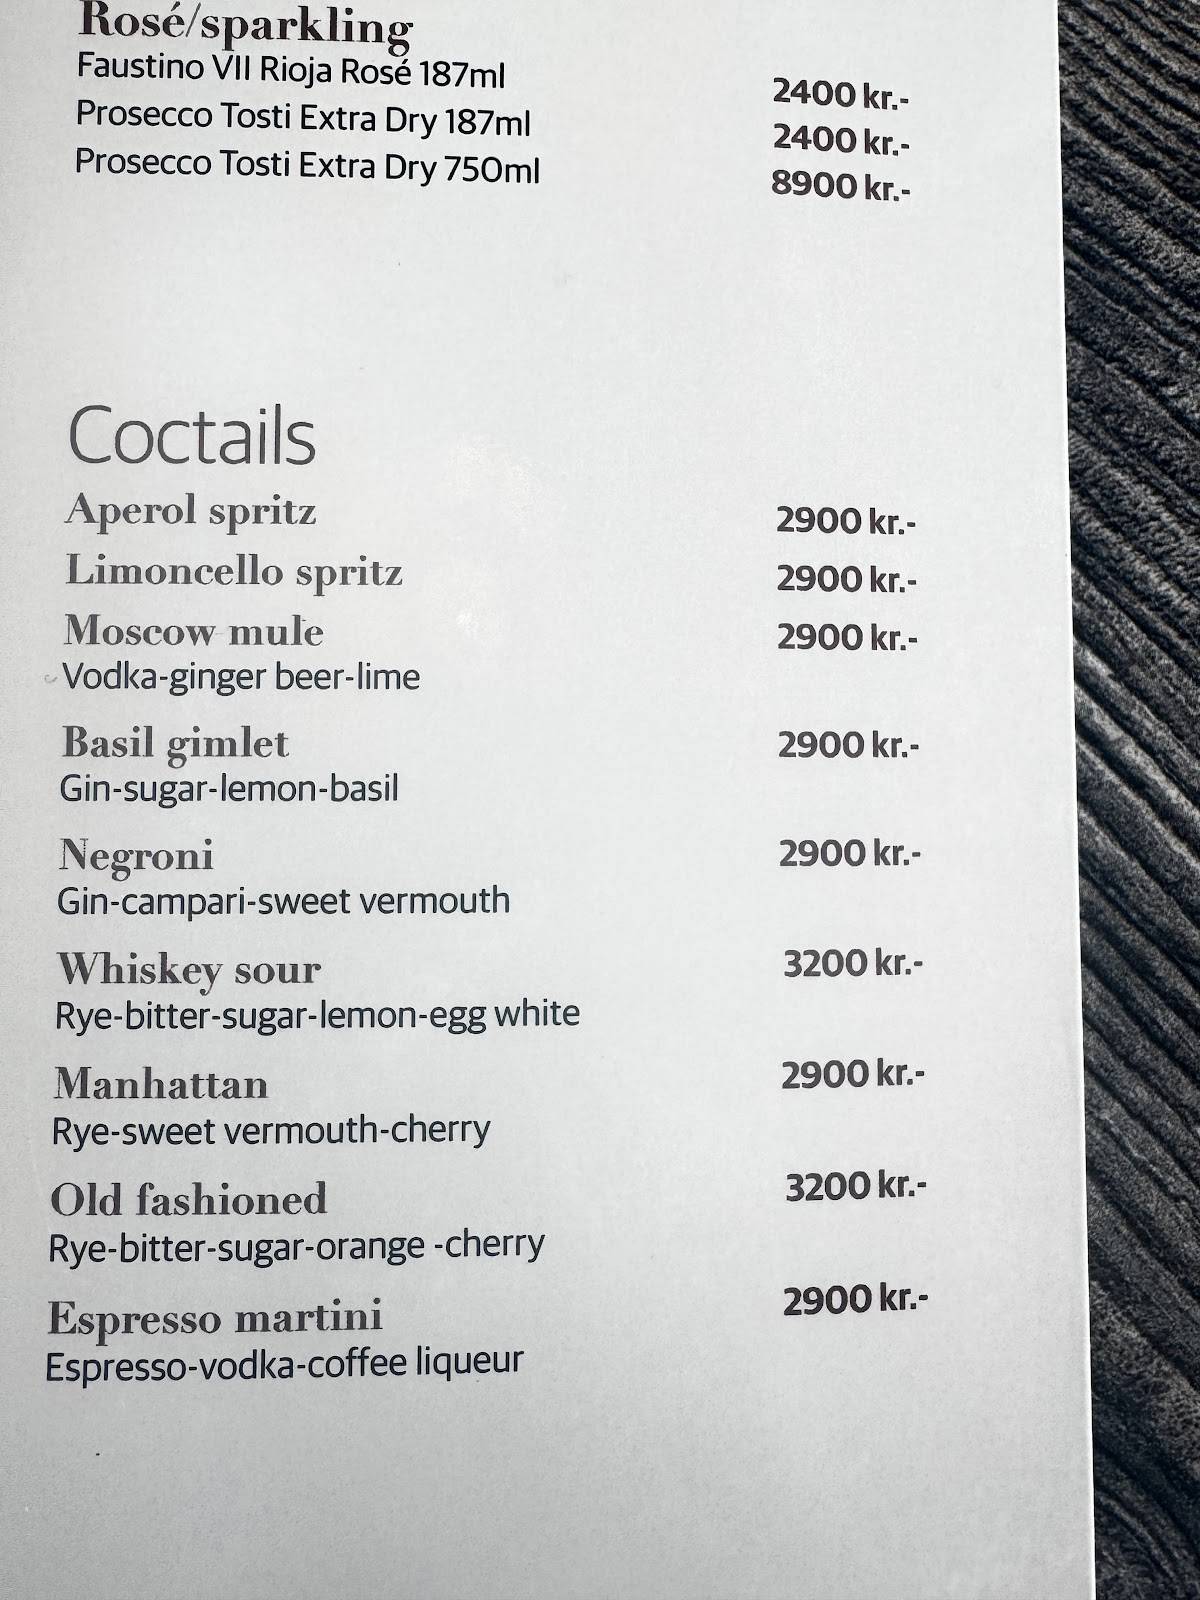 Rosé/sparkling
Faustino VII Rioja Rosé 187ml 2400 kr.-
Prosecco Tosti Extra Dry 187ml 2400 kr.-
Prosecco Tosti Extra Dry 750ml 8900 kr.-
Coctails
Aperol spritz 2900 kr.-
Limoncello spritz 2900 kr.-
Moscow mule 2900 kr.-
Vodka-ginger beer-lime
Basil gimlet 2900 kr.-
Gin-sugar-lemon-basil
Negroni 2900 kr.-
Gin-campari-sweet vermouth
Whiskey sour 3200 kr.-
Rye-bitter-sugar-lemon-egg white
Manhattan 2900 kr.-
Rye-sweet vermouth-cherry
Old fashioned 3200 kr.-
Rye-bitter-sugar-orange -cherry
Espresso martini 2900 kr.-
Espresso-vodka-coffee liqueur